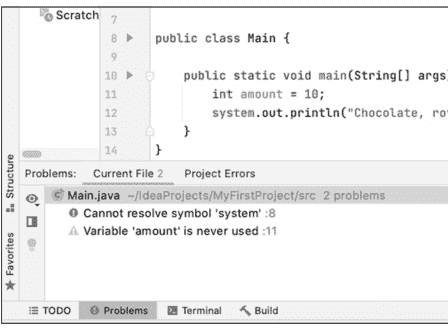 Scratch
7
8 public class Main {
9
10 public static void main(String[] args)
11 int amount = 10;
12 system.out.println("Chocolate, ro
13 }
14 }
Structure
Favorites
Problems: Current File 2 Project Errors
Main.java ~/IdeaProjects/MyFirstProject/src 2 problems
Cannot resolve symbol 'system' :8
Variable 'amount' is never used :11
TODO Problems Terminal Build